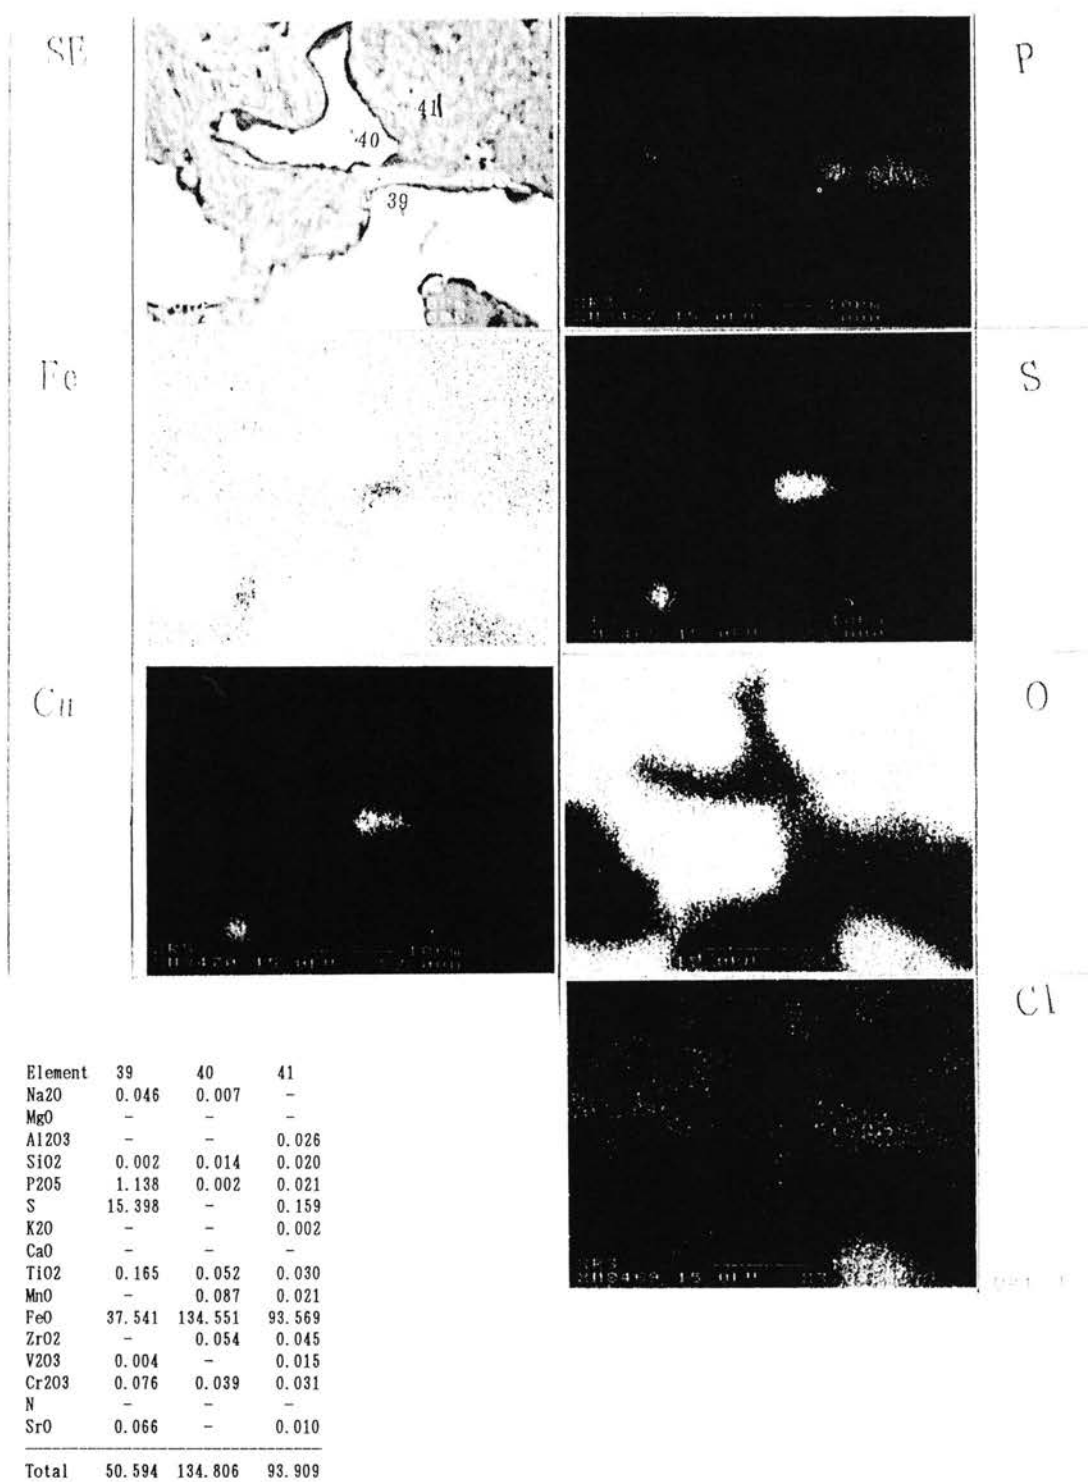 SE
P
41
40
39
Fe
S
Cu
O
Cl
Element 39 40 41
Na2O 0.046 0.007 -
MgO - - -
Al2O3 - - 0.026
SiO2 0.002 0.014 0.020
P2O5 1.138 0.002 0.021
S 15.398 - 0.159
K2O - - 0.002
CaO - - -
TiO2 0.165 0.052 0.030
MnO - 0.087 0.021
FeO 37.541 134.551 93.569
ZrO2 - 0.054 0.045
V2O3 0.004 - 0.015
Cr2O3 0.076 0.039 0.031
N - - -
SrO 0.066 - 0.010
Total 50.594 134.806 93.909